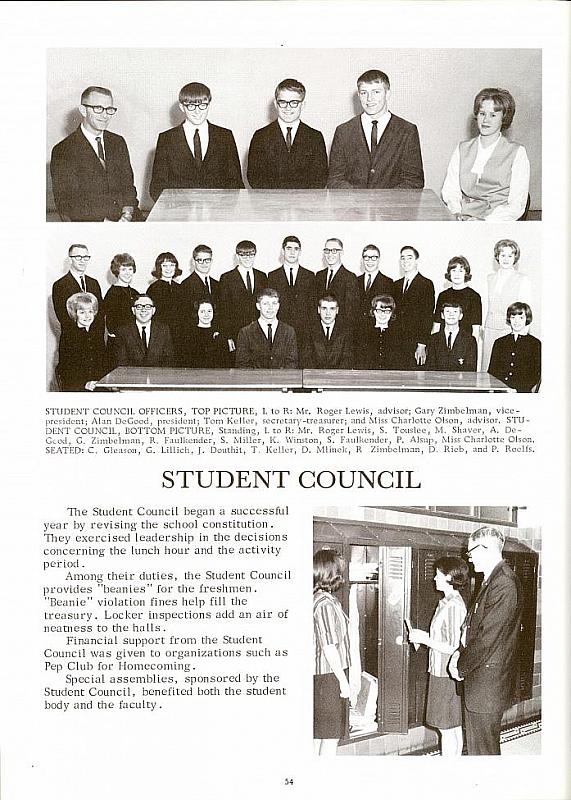 STUDENT COUNCIL OFFICERS, TOP PICTURE, L to R: Mr. Roger Lewis, advisor; Gary Zimbelman, vice-
president; Alan DeGood, president; Tom Keller, secretary-treasurer; and Miss Charlotte Olson, advisor. STU-
DENT COUNCIL, BOTTOM PICTURE, Standing, L to R: Mr. Roger Lewis, S. Touslee, M. Shaver, A. De-
Good, G. Zimbelman, R. Faulkender, S. Miller, K. Winston, S. Faulkender, P. Alsup, Miss Charlotte Olson.
SEATED: C. Gleason, G. Lillich, J. Douthit, T. Keller, D. Mlinek, R Zimbelman, D. Rieb, and P. Roelfs.
STUDENT COUNCIL
The Student Council began a successful
year by revising the school constitution.
They exercised leadership in the decisions
concerning the lunch hour and the activity
period.
Among their duties, the Student Council
provides "beanies" for the freshmen.
"Beanie" violation fines help fill the
treasury. Locker inspections add an air of
neatness to the halls.
Financial support from the Student
Council was given to organizations such as
Pep Club for Homecoming.
Special assemblies, sponsored by the
Student Council, benefited both the student
body and the faculty.
54